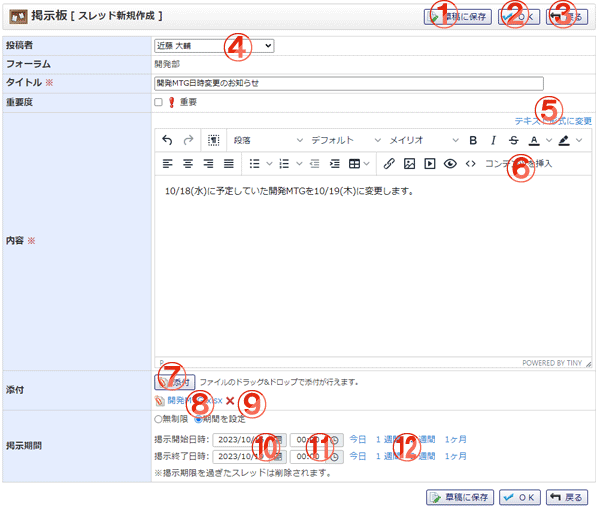 掲示板 [ スレッド新規作成 ]
① 草稿に保存 ② OK ③ 戻る
投稿者 近藤 大輔 ④
フォーラム 開発部
タイトル ※ 開発MTG日時変更のお知らせ
重要度 重要
⑤
テキスト形式に変更
段落 デフォルト メイリオ B I S A
コンテンツを挿入 ⑥
内容 ※
10/18(水)に予定していた開発MTGを10/19(木)に変更します。
P POWERED BY TINY
添付 ⑦ 添付 ファイルのドラッグ&ドロップで添付が行えます。
開発MTG ⑧ xlsx ⑨
掲示期間 無制限 期間を設定
掲示開始日時: 2023/10/ ⑩ 00:00 ⑪ 今日 1 週間 ⑫ 週間 1ヶ月
掲示終了日時: 2023/10/ 00:00 今日 1 週間 週間 1ヶ月
※掲示期限を過ぎたスレッドは削除されます。
草稿に保存 OK 戻る